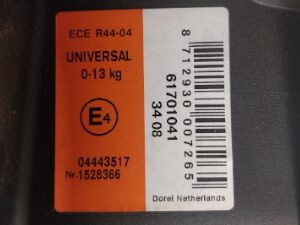 ECE R44-04
UNIVERSAL
0-13 kg
E4
04443517
Nr.1528366
8 712930 007265
61701041
34 08
Dorel Netherlands